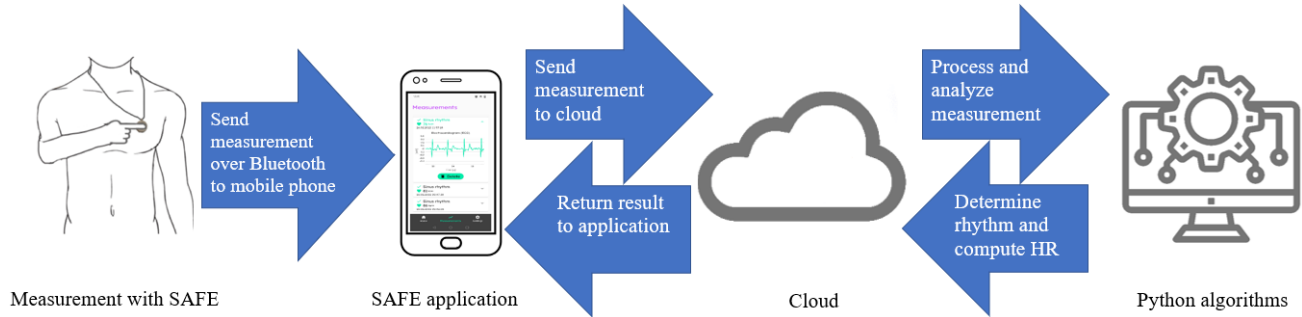 Send
measurement
over Bluetooth
to mobile phone
Measurements
Sinus rhythm
Sinus rhythm
Sinus rhythm
Send
measurement
to cloud
Return result
to application
Process and
analyze
measurement
Determine
rhythm and
compute HR
Measurement with SAFE
SAFE application
Cloud
Python algorithms